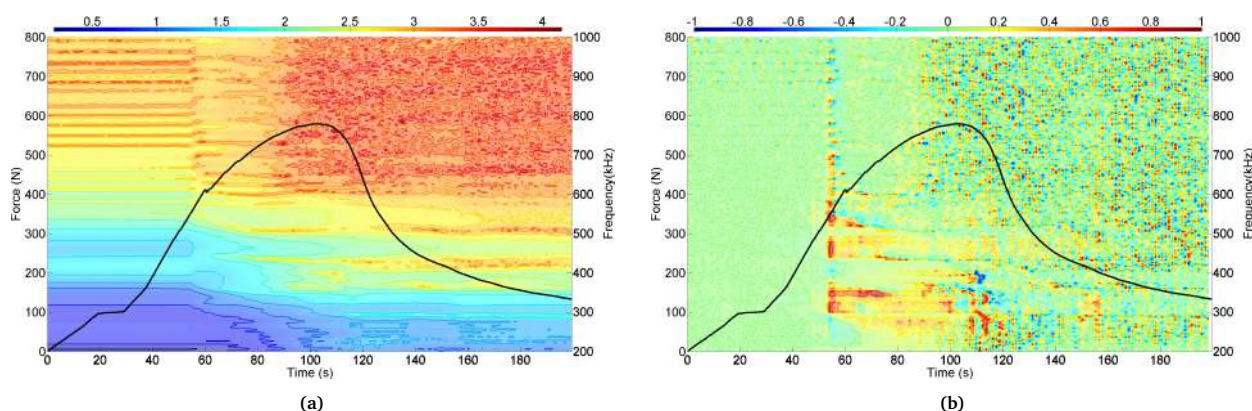 0.5 1 1.5 2 2.5 3 3.5 4
800 700 600 500 400 300 200 100 0
Force (N)
1000 900 800 700 600 500 400 300 200
Frequency(kHz)
0 20 40 60 80 100 120 140 160 180
Time (s)
(a)
-1 -0.8 -0.6 -0.4 -0.2 0 0.2 0.4 0.6 0.8 1
800 700 600 500 400 300 200 100 0
Force (N)
1000 900 800 700 600 500 400 300 200
Frequency(kHz)
0 20 40 60 80 100 120 140 160 180
Time (s)
(b)